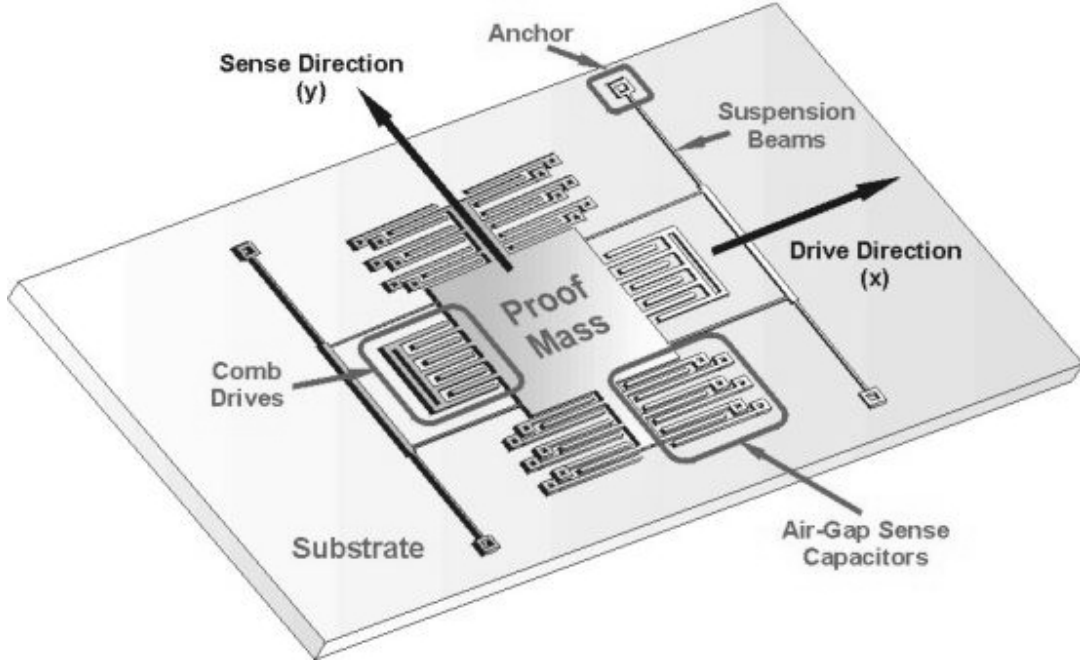 Anchor
Sense Direction
(y)
Suspension
Beams
Drive Direction
(x)
Proof
Mass
Comb
Drives
Air-Gap Sense
Capacitors
Substrate